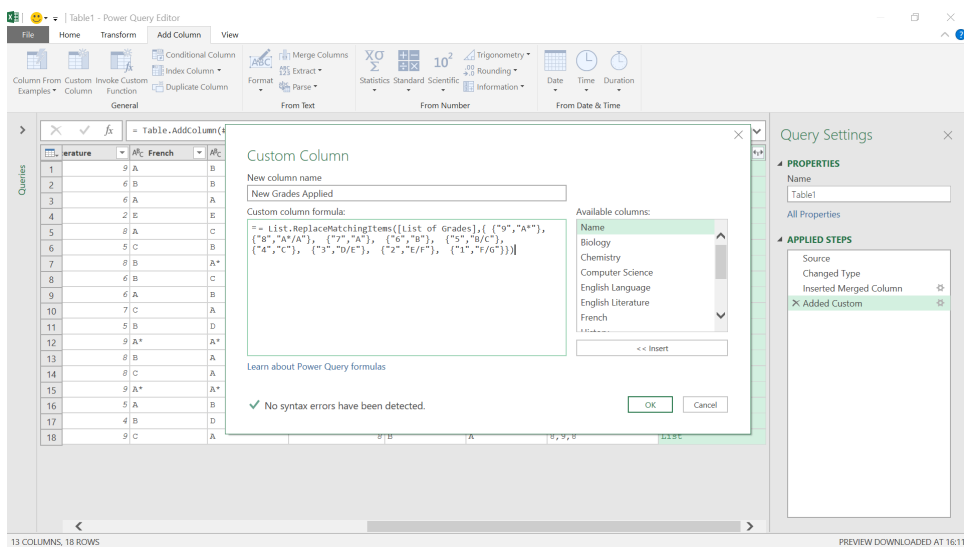 Table1 - Power Query Editor
File Home Transform Add Column View
Column From Examples
Custom Column
Invoke Custom Function
Conditional Column
Index Column
Duplicate Column
General
ABC
Format
Merge Columns
Extract
Parse
From Text
Statistics
Standard
10² Scientific
Trigonometry
Rounding
Information
From Number
Date
Time
Duration
From Date & Time
fx = Table.AddColumn(#
Queries
erature French
1 9 A B
2 6 B B
3 6 A A
4 2 E E
5 8 A C
6 5 C B
7 8 B A*
8 6 B C
9 6 A B
10 7 C A
11 5 B D
12 9 A* A*
13 8 B A
14 8 C A
15 9 A* A*
16 5 A B
17 4 B D
18 9 C A 8 B A 8,9,8 List
Custom Column
New column name
New Grades Applied
Custom column formula:
== List.ReplaceMatchingItems([List of Grades],{ {"9","A*"},
{"8","A*/A"}, {"7","A"}, {"6","B"}, {"5","B/C"},
{"4","C"}, {"3","D/E"}, {"2","E/F"}, {"1","F/G"}})
Available columns:
Name
Biology
Chemistry
Computer Science
English Language
English Literature
French
<< Insert
Learn about Power Query formulas
No syntax errors have been detected.
OK
Cancel
Query Settings
PROPERTIES
Name
Table1
All Properties
APPLIED STEPS
Source
Changed Type
Inserted Merged Column
Added Custom
13 COLUMNS, 18 ROWS
PREVIEW DOWNLOADED AT 16:11